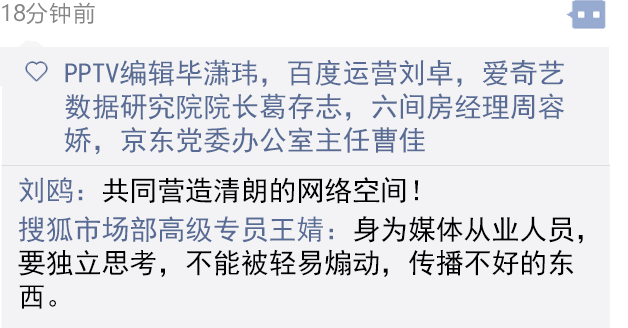 18分钟前
PPTV编辑毕潇玮，百度运营刘卓，爱奇艺
数据研究院院长葛存志，六间房经理周容
娇，京东党委办公室主任曹佳
刘鸥：共同营造清朗的网络空间！
搜狐市场部高级专员王婧：身为媒体从业人员，
要独立思考，不能被轻易煽动，传播不好的东
西。